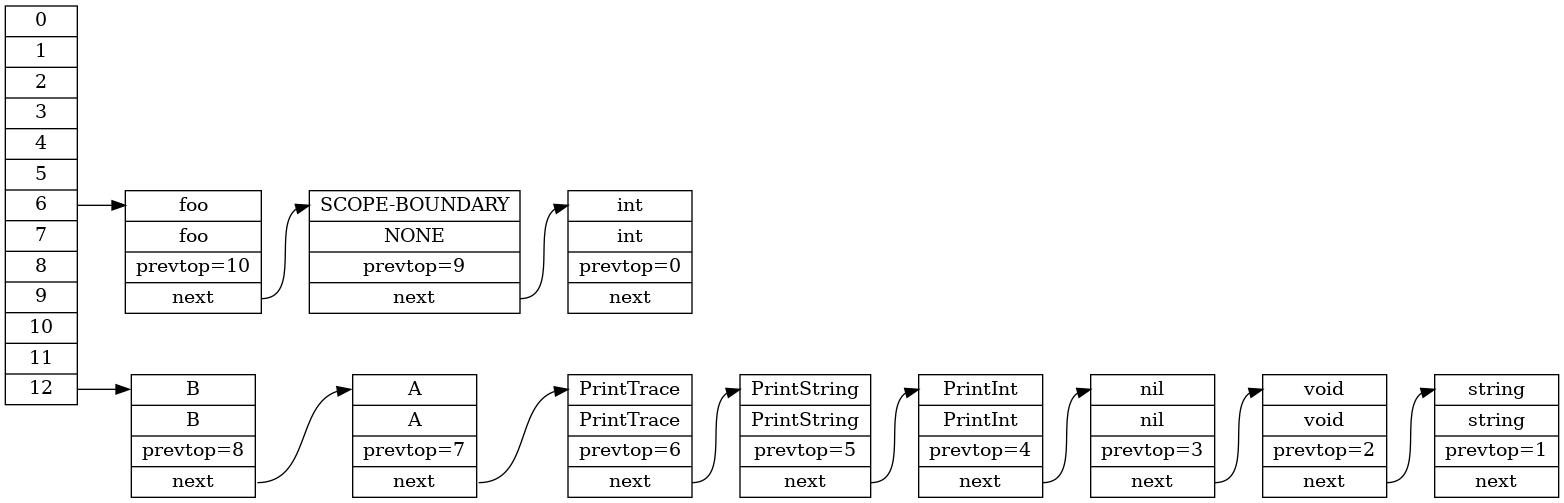 0
1
2
3
4
5
6
7
8
9
10
11
12
foo
foo
prevtop=10
next
SCOPE-BOUNDARY
NONE
prevtop=9
next
int
int
prevtop=0
next
B
B
prevtop=8
next
A
A
prevtop=7
next
PrintTrace
PrintTrace
prevtop=6
next
PrintString
PrintString
prevtop=5
next
PrintInt
PrintInt
prevtop=4
next
nil
nil
prevtop=3
next
void
void
prevtop=2
next
string
string
prevtop=1
next